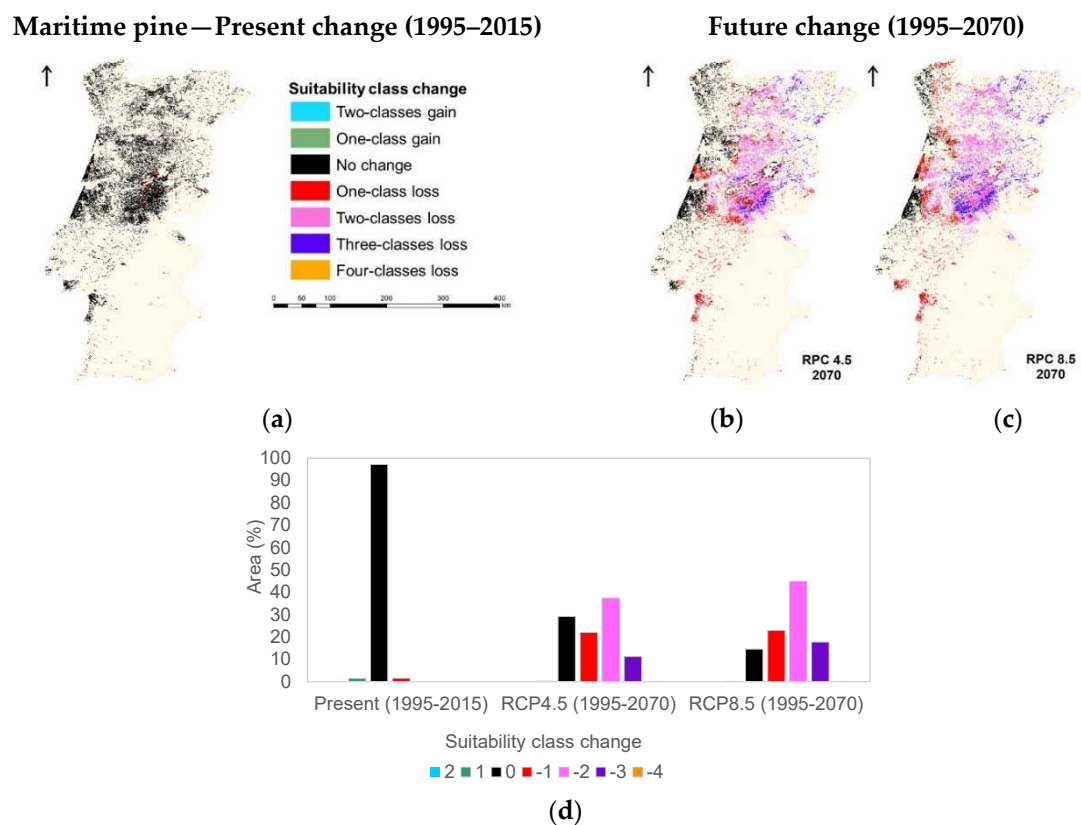 Maritime pine—Present change (1995–2015)
Future change (1995–2070)
Suitability class change
Two-classes gain
One-class gain
No change
One-class loss
Two-classes loss
Three-classes loss
Four-classes loss
0 25 50 100 200 300 400
km
RPC 4.5
2070
RPC 8.5
2070
(a)
(b)
(c)
100
90
80
70
60
50
40
30
20
10
0
Area (%)
Present (1995-2015)
RCP4.5 (1995-2070)
RCP8.5 (1995-2070)
Suitability class change
2 1 0 -1 -2 -3 -4
(d)